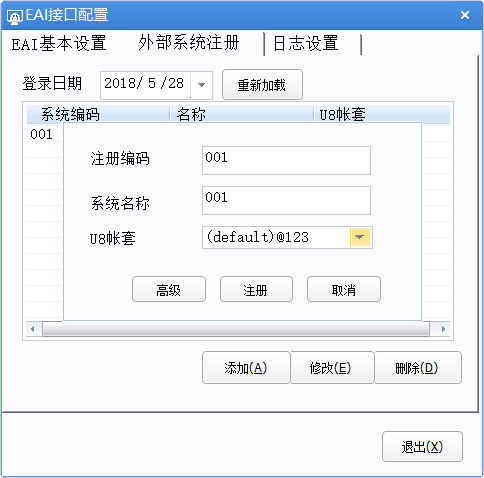 EAI接口配置
EAI基本设置 外部系统注册 日志设置
登录日期 2018/ 5 /28 重新加载
系统编码 名称 U8帐套
001
注册编码 001
系统名称 001
U8帐套 (default)@123
高级 注册 取消
添加(A) 修改(E) 删除(D)
退出(X)